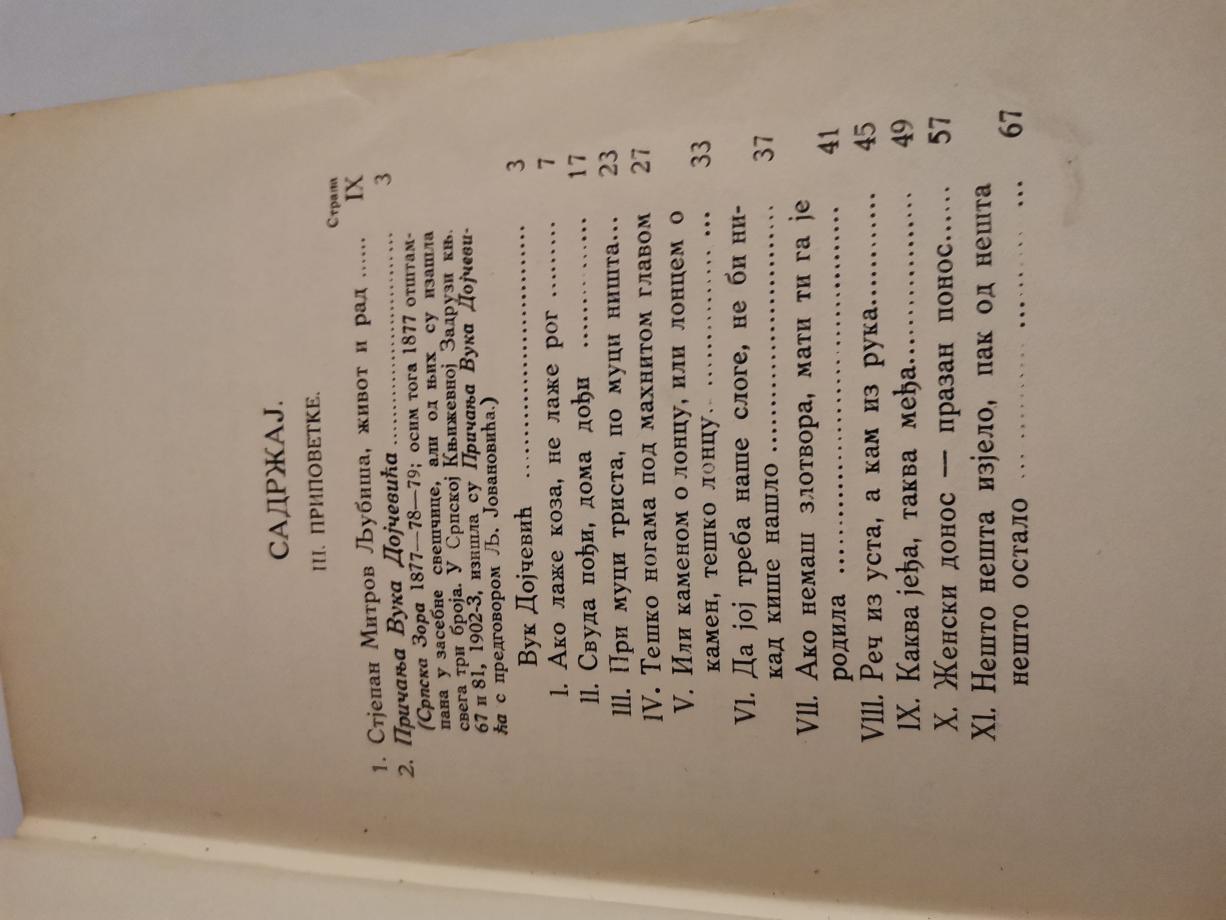 САДРЖАЈ.
III. ПРИПОВЕТКЕ.
Страна
1. Стјепан Митров Љубиша, живот и рад ...... IX
2. Причања Вука Дојчевића ........................ 3
(Српска Зора 1877—78—79; осим тога 1877 отштам-
пана у засебне свешчице, али од њих су изашла
свега три броја. у Српској Књижевној Задрузи књ.
67 и 81, 1902-3, изишла су Причања Вука Дојчеви-
ћа с предговором Љ. Јовановића.)
Вук Дојчевић ........................ 3
I. Ако лаже коза, не лаже рог ........ 7
II. Свуда пођи, дома дођи ............ 17
III. При муци триста, по муци ништа... 23
IV. Тешко ногама под махнитом главом 27
V. Или каменом о лонцу, или лонцем о
камен, тешко лонцу.. ............... ... 33
VI. Да јој треба наше слоге, не би ни-
кад кише нашло ..................... 37
VII. Ако немаш злотвора, мати ти га је
родила ................................ 41
VIII. Реч из уста, а кам из рука........... 45
IX. Каква јеђа, таква међа................. 49
X. Женски донос — празан понос...... 57
XI. Нешто нешта изјело, пак од нешта
нешто остало ... ......... ............ ... 67